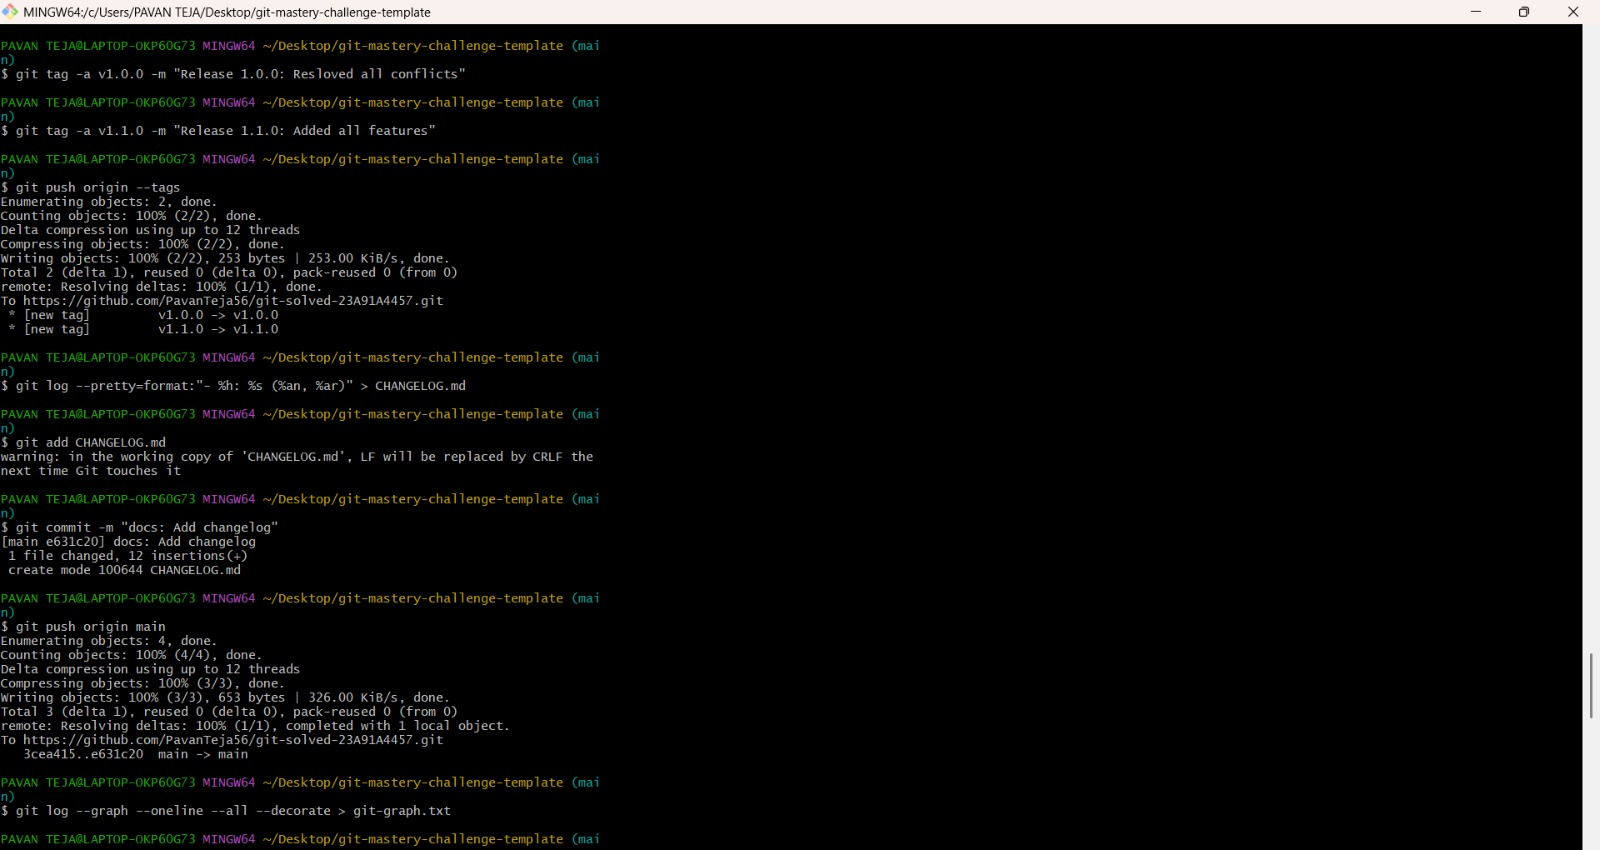 MINGW64:/c/Users/PAVAN TEJA/Desktop/git-mastery-challenge-template
PAVAN TEJA@LAPTOP-OKP60G73 MINGW64 ~/Desktop/git-mastery-challenge-template (mai
n)
$ git tag -a v1.0.0 -m "Release 1.0.0: Resloved all conflicts"
PAVAN TEJA@LAPTOP-OKP60G73 MINGW64 ~/Desktop/git-mastery-challenge-template (mai
n)
$ git tag -a v1.1.0 -m "Release 1.1.0: Added all features"
PAVAN TEJA@LAPTOP-OKP60G73 MINGW64 ~/Desktop/git-mastery-challenge-template (mai
n)
$ git push origin --tags
Enumerating objects: 2, done.
Counting objects: 100% (2/2), done.
Delta compression using up to 12 threads
Compressing objects: 100% (2/2), done.
Writing objects: 100% (2/2), 253 bytes | 253.00 KiB/s, done.
Total 2 (delta 1), reused 0 (delta 0), pack-reused 0 (from 0)
remote: Resolving deltas: 100% (1/1), done.
To https://github.com/PavanTeja56/git-solved-23A91A4457.git
 * [new tag]         v1.0.0 -> v1.0.0
 * [new tag]         v1.1.0 -> v1.1.0
PAVAN TEJA@LAPTOP-OKP60G73 MINGW64 ~/Desktop/git-mastery-challenge-template (mai
n)
$ git log --pretty=format:"- %h: %s (%an, %ar)" > CHANGELOG.md
PAVAN TEJA@LAPTOP-OKP60G73 MINGW64 ~/Desktop/git-mastery-challenge-template (mai
n)
$ git add CHANGELOG.md
warning: in the working copy of 'CHANGELOG.md', LF will be replaced by CRLF the
next time Git touches it
PAVAN TEJA@LAPTOP-OKP60G73 MINGW64 ~/Desktop/git-mastery-challenge-template (mai
n)
$ git commit -m "docs: Add changelog"
[main e631c20] docs: Add changelog
 1 file changed, 12 insertions(+)
 create mode 100644 CHANGELOG.md
PAVAN TEJA@LAPTOP-OKP60G73 MINGW64 ~/Desktop/git-mastery-challenge-template (mai
n)
$ git push origin main
Enumerating objects: 4, done.
Counting objects: 100% (4/4), done.
Delta compression using up to 12 threads
Compressing objects: 100% (3/3), done.
Writing objects: 100% (3/3), 653 bytes | 326.00 KiB/s, done.
Total 3 (delta 1), reused 0 (delta 0), pack-reused 0 (from 0)
remote: Resolving deltas: 100% (1/1), completed with 1 local object.
To https://github.com/PavanTeja56/git-solved-23A91A4457.git
   3cea415..e631c20  main -> main
PAVAN TEJA@LAPTOP-OKP60G73 MINGW64 ~/Desktop/git-mastery-challenge-template (mai
n)
$ git log --graph --oneline --all --decorate > git-graph.txt
PAVAN TEJA@LAPTOP-OKP60G73 MINGW64 ~/Desktop/git-mastery-challenge-template (mai